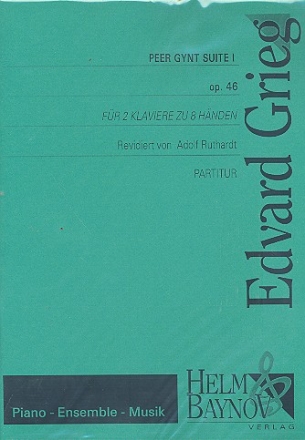 PEER GYNT SUITE I
op. 46
FÜR 2 KLAVIERE ZU 8 HÄNDEN
Revidiert von Adolf Ruthardt
PARTITUR
Edvard Grieg
Piano - Ensemble - Musik
HELM &
BAYNOV
VERLAG